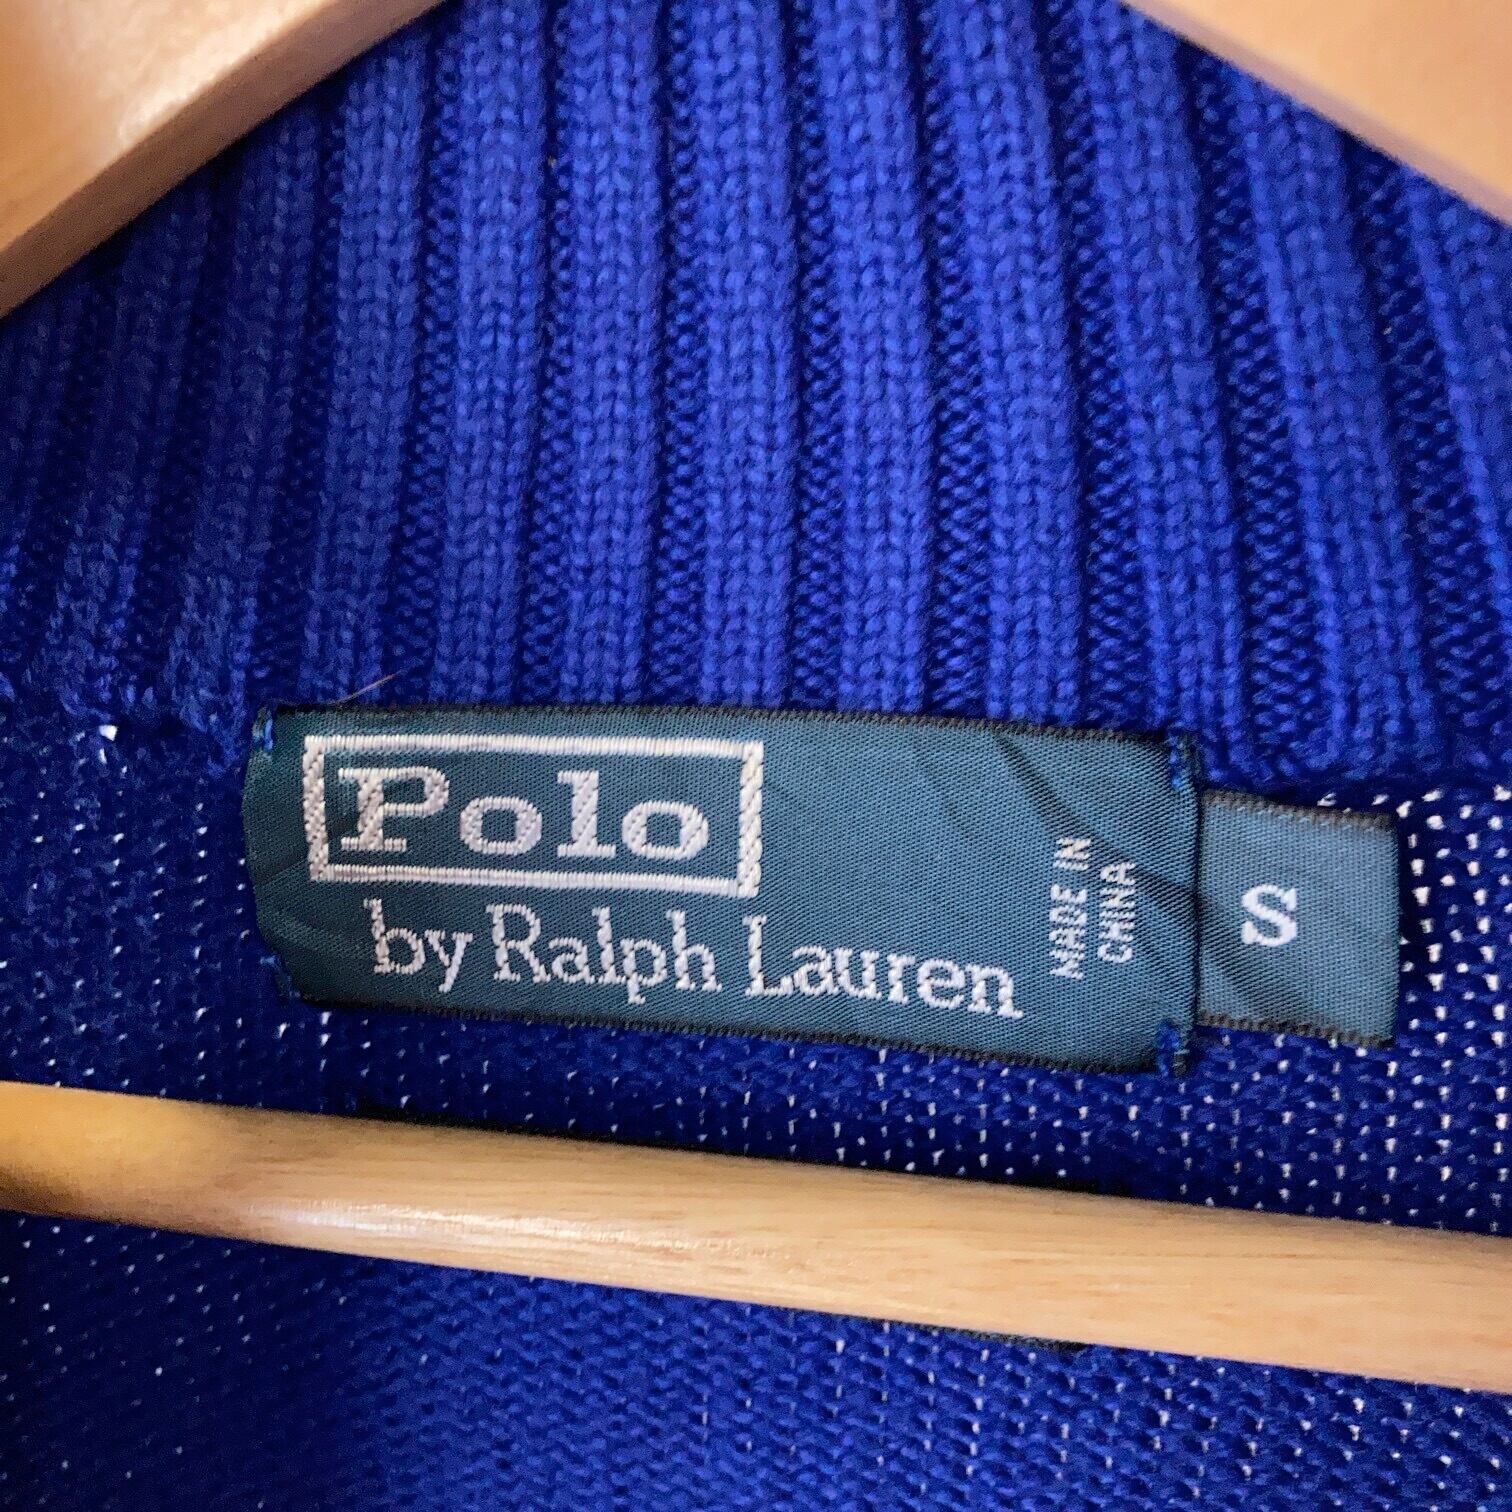 Polo
by Ralph Lauren
MADE IN
CHINA
S